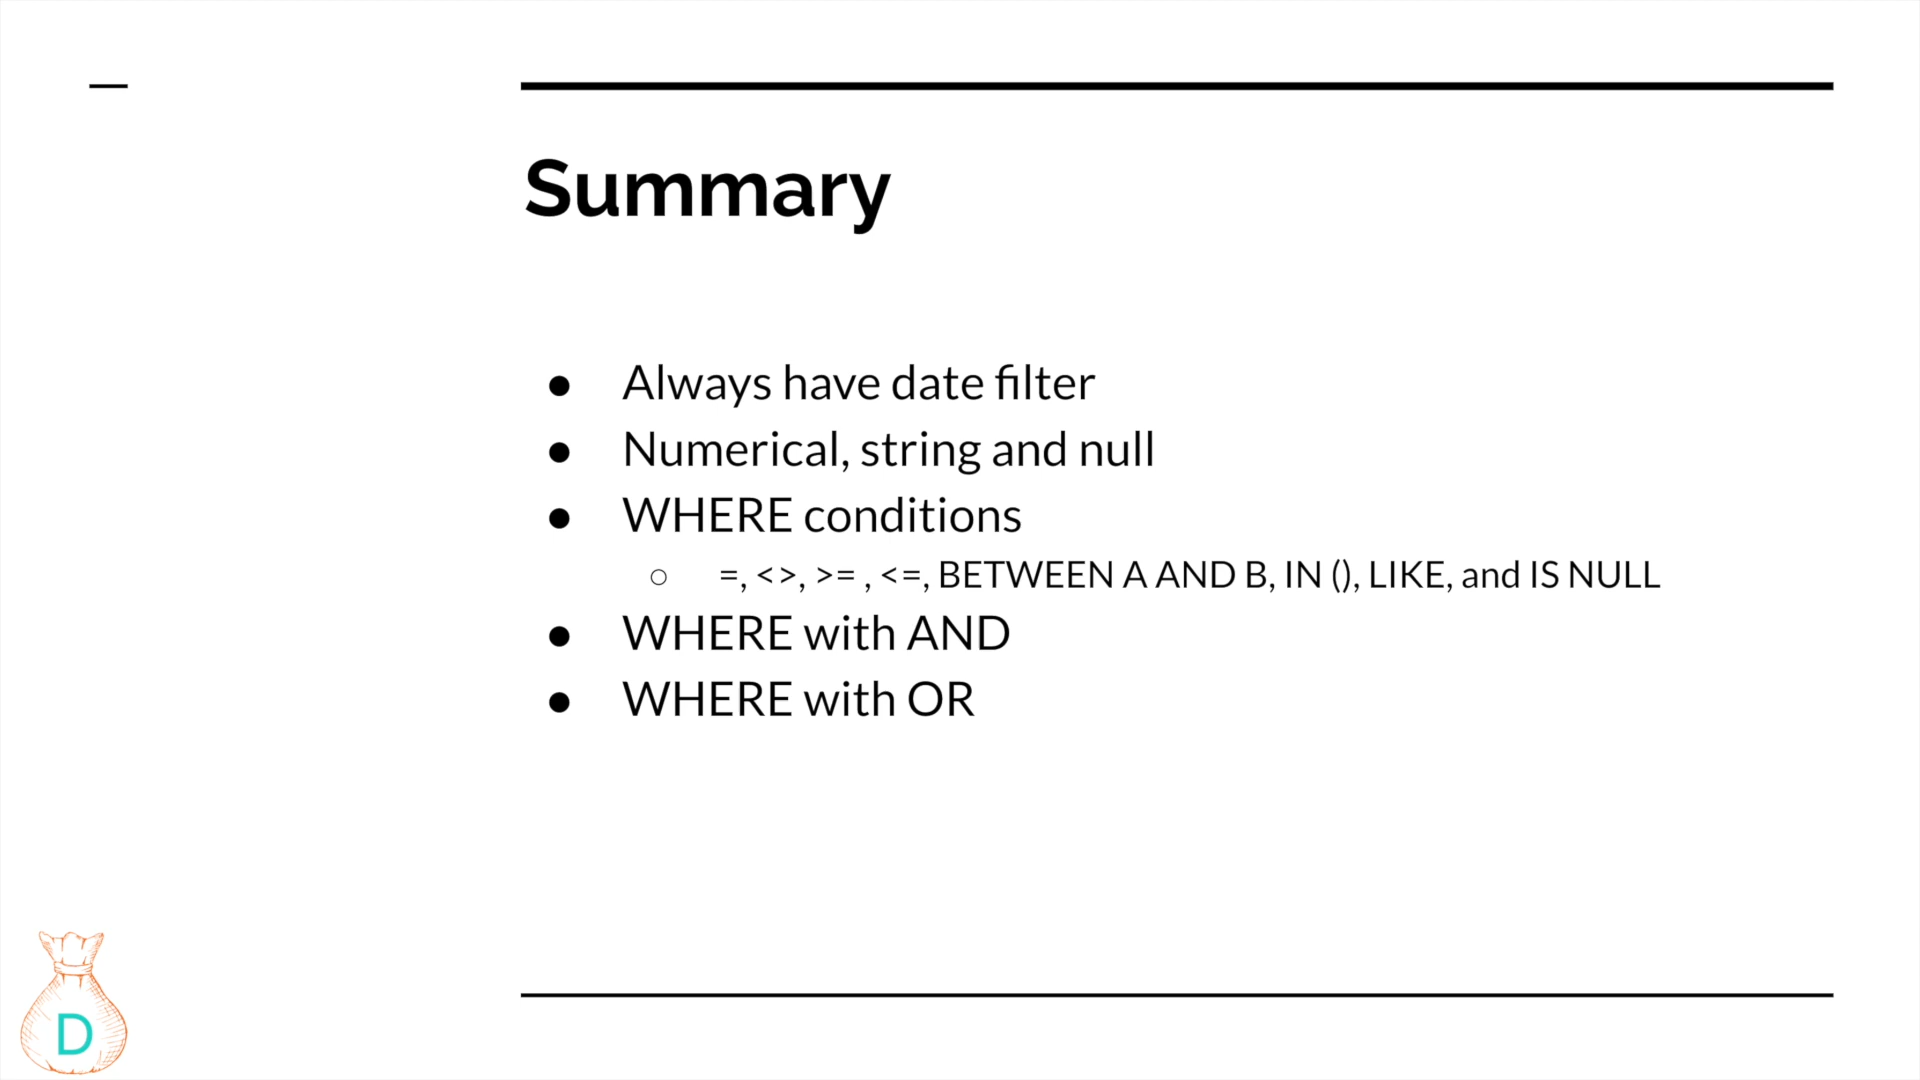 Summary
● Always have date filter
● Numerical, string and null
● WHERE conditions
○ =, <>, >= , <=, BETWEEN A AND B, IN (), LIKE, and IS NULL
● WHERE with AND
● WHERE with OR
D